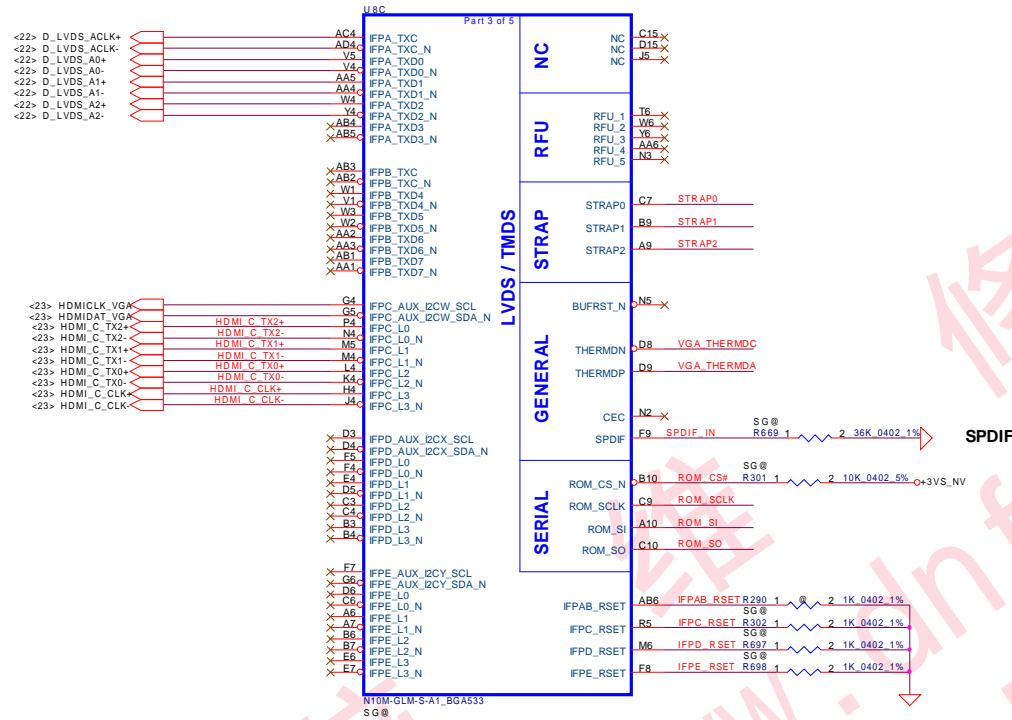 U8C
Part 3 of 5
<22> D_LVDS_ACLK+ AC4 IFPA_TXC
<22> D_LVDS_ACLK- AD4 IFPA_TXC_N
<22> D_LVDS_A0+ V5 IFPA_TXD0
<22> D_LVDS_A0- V4 IFPA_TXD0_N
<22> D_LVDS_A1+ AA5 IFPA_TXD1
<22> D_LVDS_A1- AA4 IFPA_TXD1_N
<22> D_LVDS_A2+ W4 IFPA_TXD2
<22> D_LVDS_A2- Y4 IFPA_TXD2_N
AB4 IFPA_TXD3
AB5 IFPA_TXD3_N
AB3 IFPB_TXC
AB2 IFPB_TXC_N
W1 IFPB_TXD4
V1 IFPB_TXD4_N
W3 IFPB_TXD5
W2 IFPB_TXD5_N
AA2 IFPB_TXD6
AA3 IFPB_TXD6_N
AB1 IFPB_TXD7
AA1 IFPB_TXD7_N
<23> HDMICLK_VGA G4 IFPC_AUX_I2CW_SCL
<23> HDMIDAT_VGA G5 IFPC_AUX_I2CW_SDA_N
<23> HDMI_C_TX2+ HDMI_C_TX2+ P4 IFPC_L0
<23> HDMI_C_TX2- HDMI_C_TX2- N4 IFPC_L0_N
<23> HDMI_C_TX1+ HDMI_C_TX1+ M5 IFPC_L1
<23> HDMI_C_TX1- HDMI_C_TX1- M4 IFPC_L1_N
<23> HDMI_C_TX0+ HDMI_C_TX0+ L4 IFPC_L2
<23> HDMI_C_TX0- HDMI_C_TX0- K4 IFPC_L2_N
<23> HDMI_C_CLK+ HDMI_C_CLK+ H4 IFPC_L3
<23> HDMI_C_CLK- HDMI_C_CLK- J4 IFPC_L3_N
D3 IFPD_AUX_I2CX_SCL
D4 IFPD_AUX_I2CX_SDA_N
F5 IFPD_L0
F4 IFPD_L0_N
E4 IFPD_L1
D5 IFPD_L1_N
C3 IFPD_L2
C4 IFPD_L2_N
B3 IFPD_L3
B4 IFPD_L3_N
F7 IFPE_AUX_I2CY_SCL
G6 IFPE_AUX_I2CY_SDA_N
D6 IFPE_L0
C6 IFPE_L0_N
A6 IFPE_L1
A7 IFPE_L1_N
B6 IFPE_L2
B7 IFPE_L2_N
E6 IFPE_L3
E7 IFPE_L3_N
LVDS / TMDS
NC
NC C15
NC D15
NC J5
RFU
RFU_1 T6
RFU_2 W6
RFU_3 Y6
RFU_4 AA6
RFU_5 N3
STRAP
STRAP0 C7 STRAP0
STRAP1 B9 STRAP1
STRAP2 A9 STRAP2
GENERAL
BUFRST_N N5
THERMDN D8 VGA_THERMDC
THERMDP D9 VGA_THERMDA
CEC N2
SG@
SPDIF F9 SPDIF_IN R669 1 2 36K_0402_1% SPDIF
SERIAL
SG@
ROM_CS_N B10 ROM_CS# R301 1 2 10K_0402_5% +3VS_NV
ROM_SCLK C9 ROM_SCLK
ROM_SI A10 ROM_SI
ROM_SO C10 ROM_SO
IFPAB_RSET AB6 IFPAB_RSET R290 1 @ 2 1K_0402_1%
SG@
IFPC_RSET R5 IFPC_RSET R302 1 2 1K_0402_1%
SG@
IFPD_RSET M6 IFPD_RSET R697 1 2 1K_0402_1%
SG@
IFPE_RSET F8 IFPE_RSET R698 1 2 1K_0402_1%
N10M-GLM-S-A1_BGA533
SG@
维
www.dnf